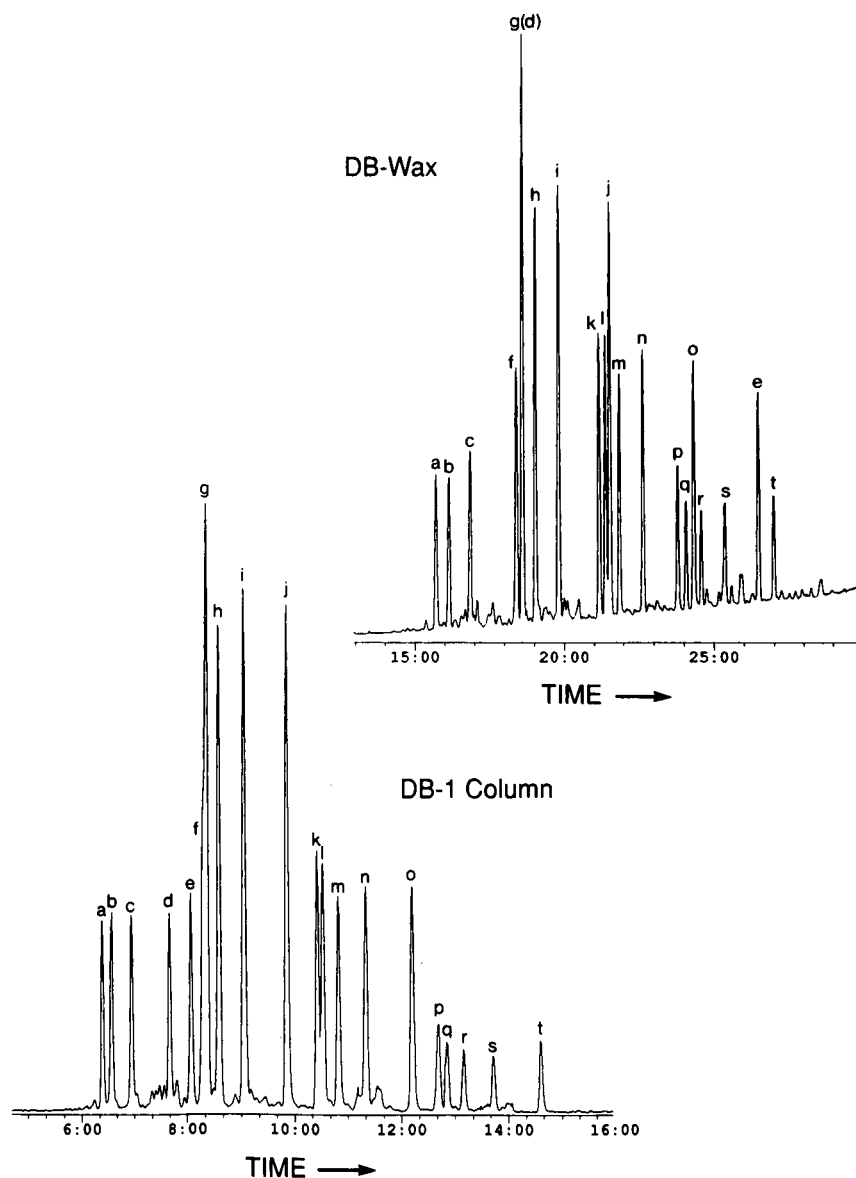 g(d)
DB-Wax
i
j
h
k
l
n
f
m
o
e
c
p
a
b
q
r
s
t
15:00 20:00 25:00
TIME
g
i
j
h
DB-1 Column
f
k
l
e
m
n
o
a
b
c
d
p
q
r
s
t
6:00 8:00 10:00 12:00 14:00 16:00
TIME